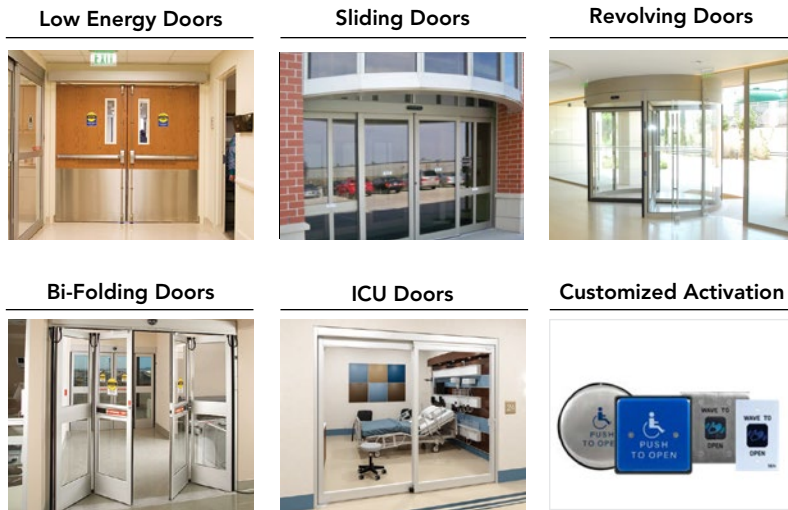 Low Energy Doors
Sliding Doors
Revolving Doors
EXIT
Bi-Folding Doors
ICU Doors
Customized Activation
PUSH
TO OPEN
PUSH
TO OPEN
WAVE TO
OPEN
WAVE TO
OPEN